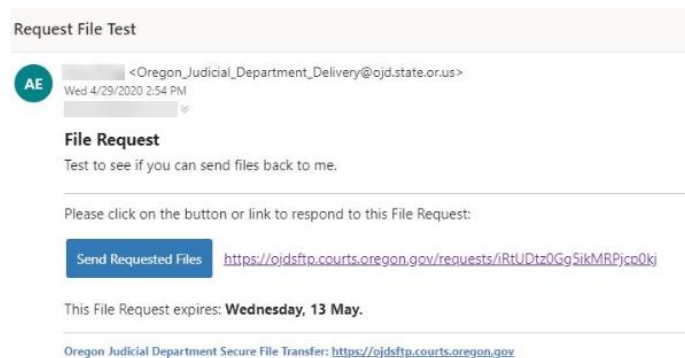 Request File Test
AE
<Oregon_Judicial_Department_Delivery@ojd.state.or.us>
Wed 4/29/2020 2:54 PM
File Request
Test to see if you can send files back to me.
Please click on the button or link to respond to this File Request:
Send Requested Files https://ojdsftp.courts.oregon.gov/requests/iRtUDtz0Gg5ikMRPjcp0kj
This File Request expires: Wednesday, 13 May.
Oregon Judicial Department Secure File Transfer: https://ojdsftp.courts.oregon.gov